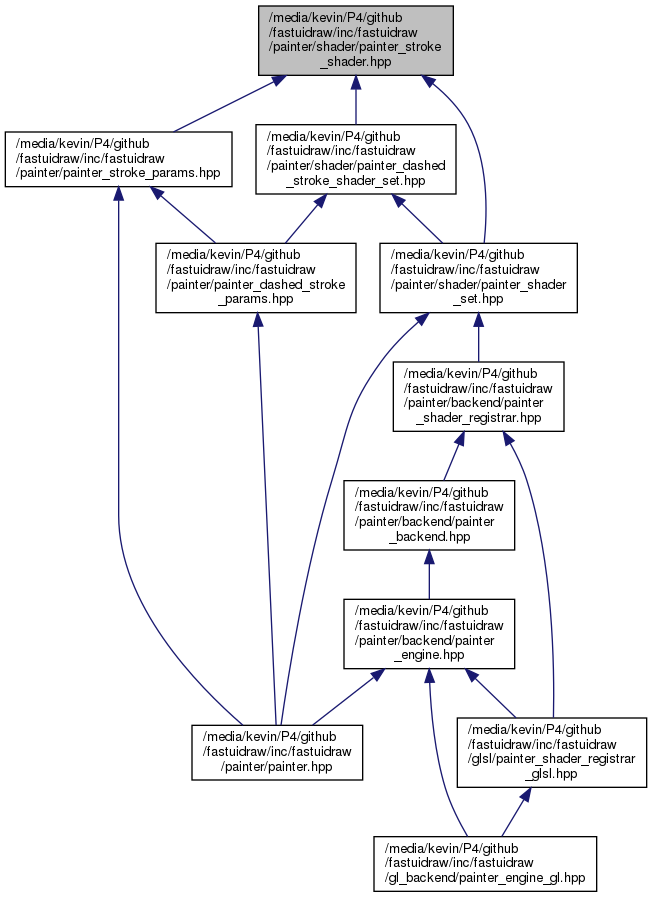 /media/kevin/P4/github
/fastuidraw/inc/fastuidraw
/painter/shader/painter_stroke
_shader.hpp
/media/kevin/P4/github
/fastuidraw/inc/fastuidraw
/painter/painter_stroke_params.hpp
/media/kevin/P4/github
/fastuidraw/inc/fastuidraw
/painter/shader/painter_dashed
_stroke_shader_set.hpp
/media/kevin/P4/github
/fastuidraw/inc/fastuidraw
/painter/painter_dashed_stroke
_params.hpp
/media/kevin/P4/github
/fastuidraw/inc/fastuidraw
/painter/shader/painter_shader
_set.hpp
/media/kevin/P4/github
/fastuidraw/inc/fastuidraw
/painter/backend/painter
_shader_registrar.hpp
/media/kevin/P4/github
/fastuidraw/inc/fastuidraw
/painter/backend/painter
_backend.hpp
/media/kevin/P4/github
/fastuidraw/inc/fastuidraw
/painter/backend/painter
_engine.hpp
/media/kevin/P4/github
/fastuidraw/inc/fastuidraw
/painter/painter.hpp
/media/kevin/P4/github
/fastuidraw/inc/fastuidraw
/glsl/painter_shader_registrar
_glsl.hpp
/media/kevin/P4/github
/fastuidraw/inc/fastuidraw
/gl_backend/painter_engine_gl.hpp